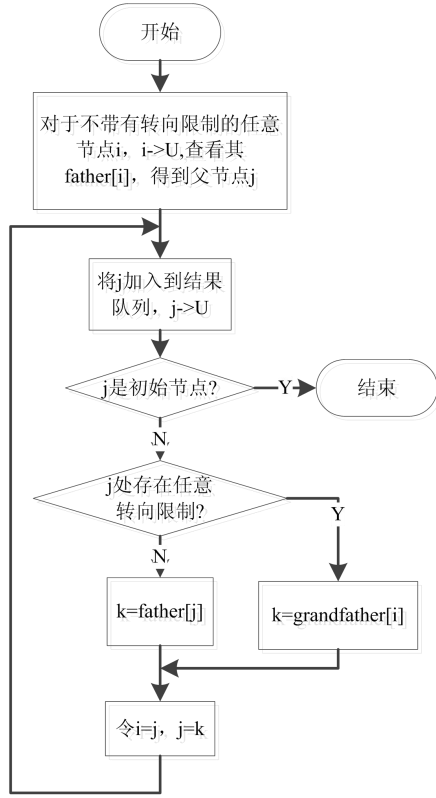 开始
对于不带有转向限制的任意
节点i，i->U,查看其
father[i]，得到父节点j
将j加入到结果
队列，j->U
j是初始节点?
Y
结束
N
j处存在任意
转向限制?
Y
N
k=father[j]
k=grandfather[i]
令i=j，j=k